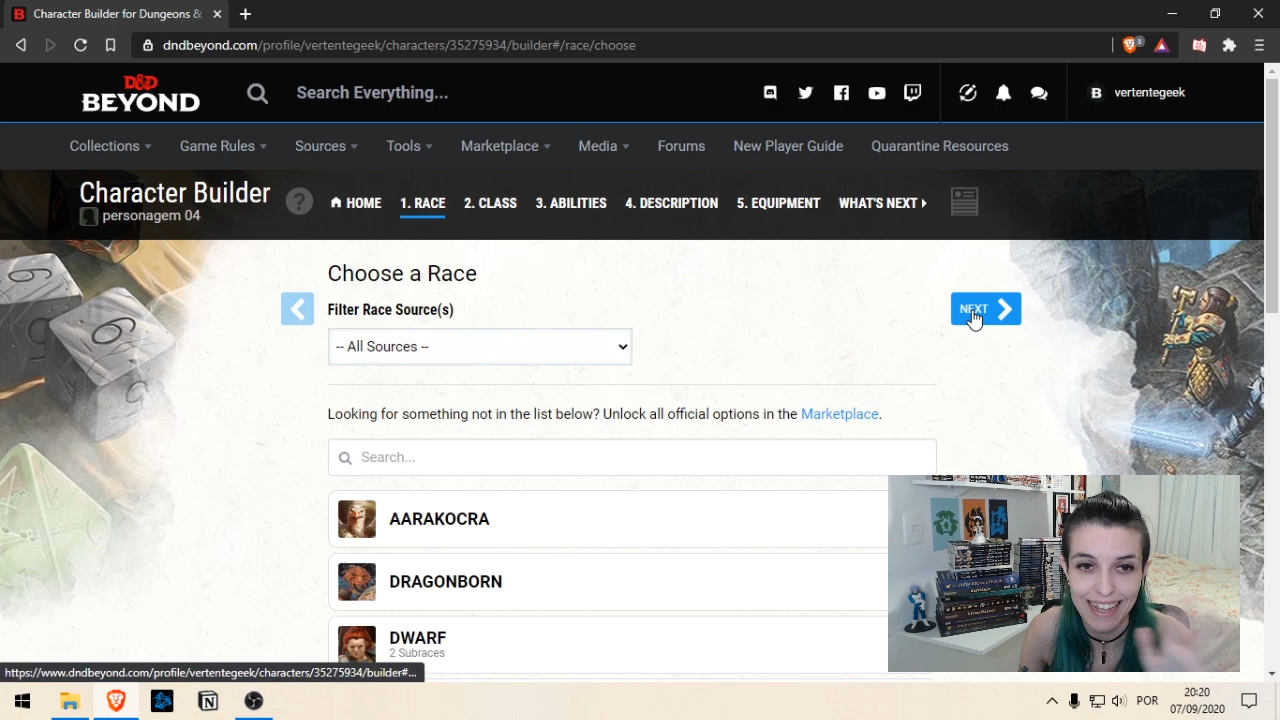 Character Builder for Dungeons &
dndbeyond.com/profile/vertentegeek/characters/35275934/builder#/race/choose
3
D&D
BEYOND
Search Everything...
B vertentegeek
Collections
Game Rules
Sources
Tools
Marketplace
Media
Forums
New Player Guide
Quarantine Resources
Character Builder
personagem 04
?
HOME
1. RACE
2. CLASS
3. ABILITIES
4. DESCRIPTION
5. EQUIPMENT
WHAT'S NEXT
Choose a Race
Filter Race Source(s)
NEXT
-- All Sources --
Looking for something not in the list below? Unlock all official options in the Marketplace.
Search...
AARAKOCRA
DRAGONBORN
DWARF
2 Subraces
https://www.dndbeyond.com/profile/vertentegeek/characters/35275934/builder#...
POR
20:20
07/09/2020